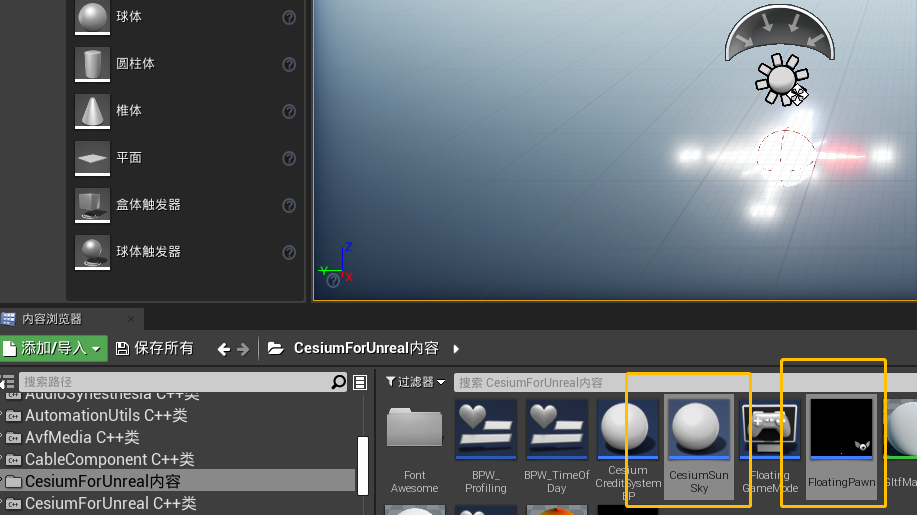 球体
圆柱体
椎体
平面
盒体触发器
球体触发器
Z
Y
X
内容浏览器
添加/导入
保存所有
CesiumForUnreal内容
搜索路径
过滤器
搜索 CesiumForUnreal内容
AudioSynesthesia C++类
AutomationUtils C++类
AvfMedia C++类
CableComponent C++类
CesiumForUnreal内容
CesiumForUnreal C++类
Font
Awesome
BPW_
Profiling
BPW_TimeOf
Day
Cesium
CreditSystem
BP
CesiumSun
Sky
Floating
GameMode
FloatingPawn
GltfMa